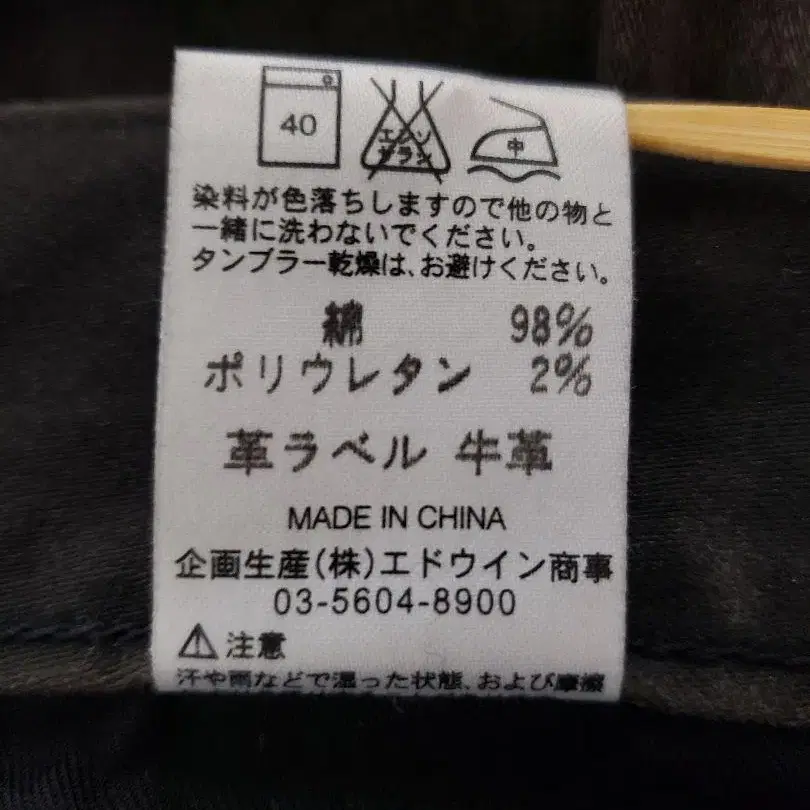 40
エンソ
サラシ
中
染料が色落ちしますので他の物と
一緒に洗わないでください。
タンブラー乾燥は、お避けください。
綿 98%
ポリウレタン 2%
革ラベル 牛革
MADE IN CHINA
企画生産(株)エドウイン商事
03-5604-8900
注意
汗や雨などで湿った状態、および摩擦